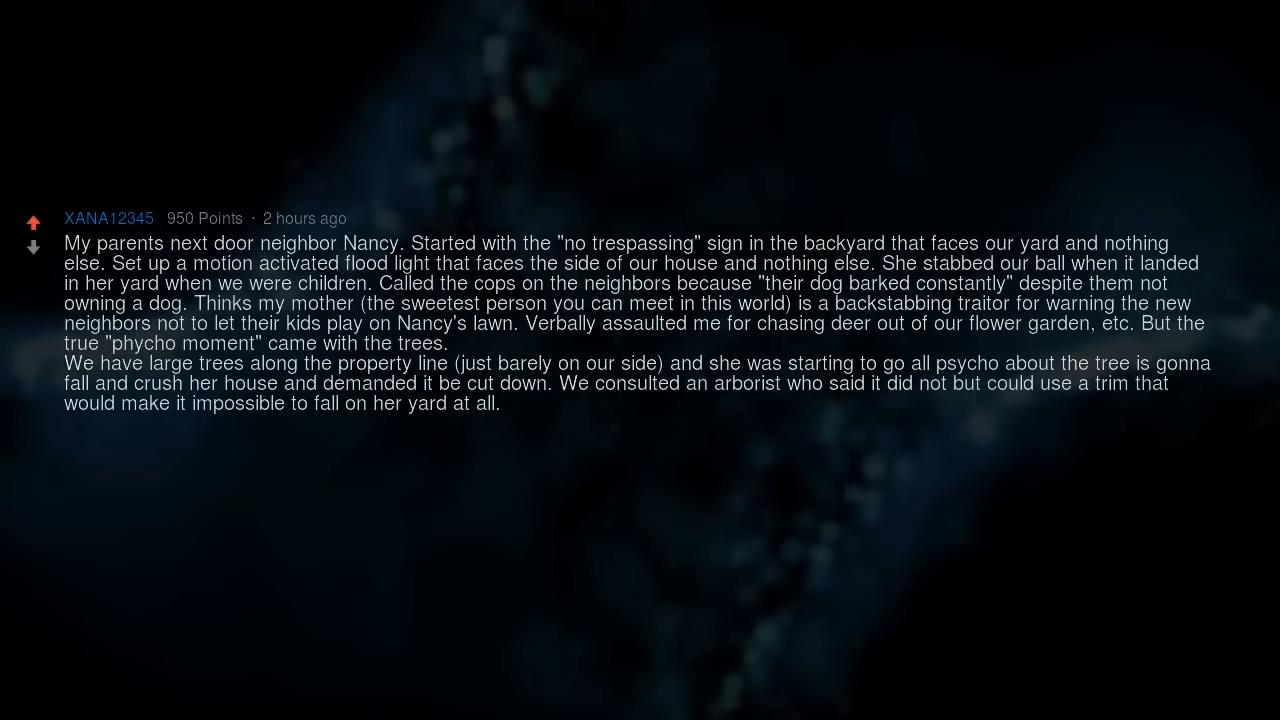 XANA12345 950 Points · 2 hours ago
My parents next door neighbor Nancy. Started with the "no trespassing" sign in the backyard that faces our yard and nothing
else. Set up a motion activated flood light that faces the side of our house and nothing else. She stabbed our ball when it landed
in her yard when we were children. Called the cops on the neighbors because "their dog barked constantly" despite them not
owning a dog. Thinks my mother (the sweetest person you can meet in this world) is a backstabbing traitor for warning the new
neighbors not to let their kids play on Nancy's lawn. Verbally assaulted me for chasing deer out of our flower garden, etc. But the
true "phycho moment" came with the trees.
We have large trees along the property line (just barely on our side) and she was starting to go all psycho about the tree is gonna
fall and crush her house and demanded it be cut down. We consulted an arborist who said it did not but could use a trim that
would make it impossible to fall on her yard at all.